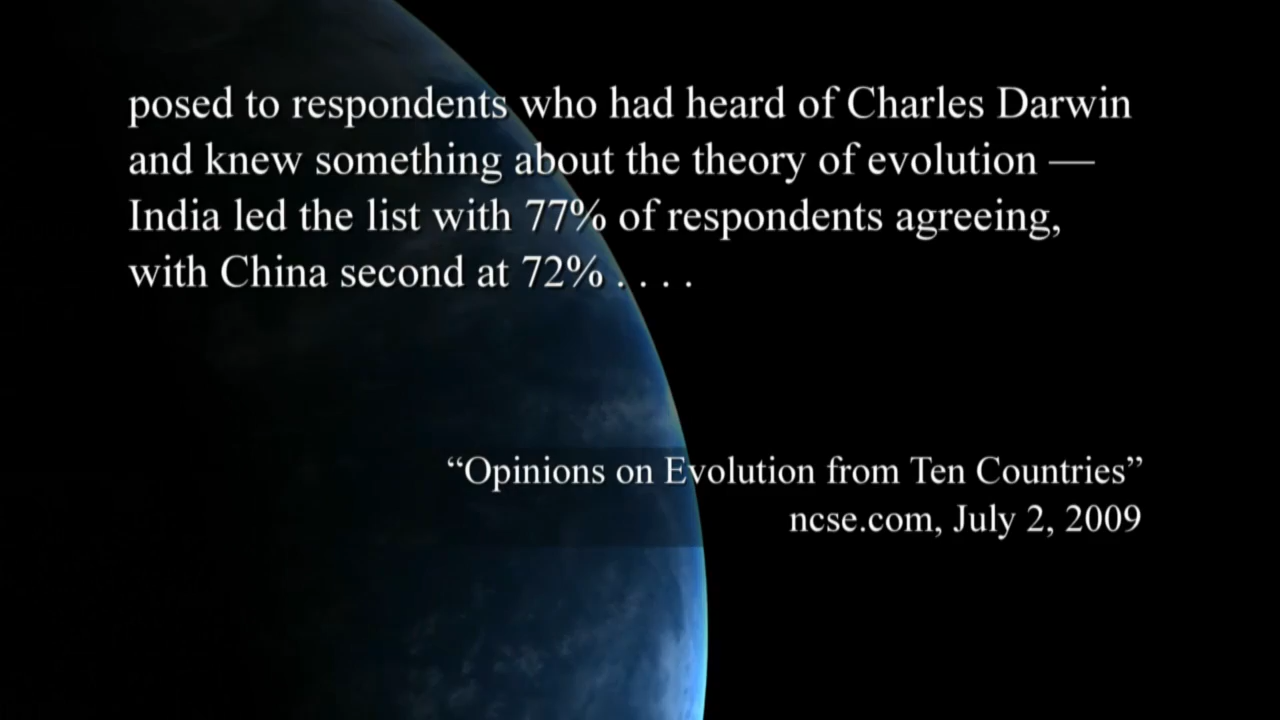 posed to respondents who had heard of Charles Darwin
and knew something about the theory of evolution —
India led the list with 77% of respondents agreeing,
with China second at 72% . . . .
“Opinions on Evolution from Ten Countries”
ncse.com, July 2, 2009